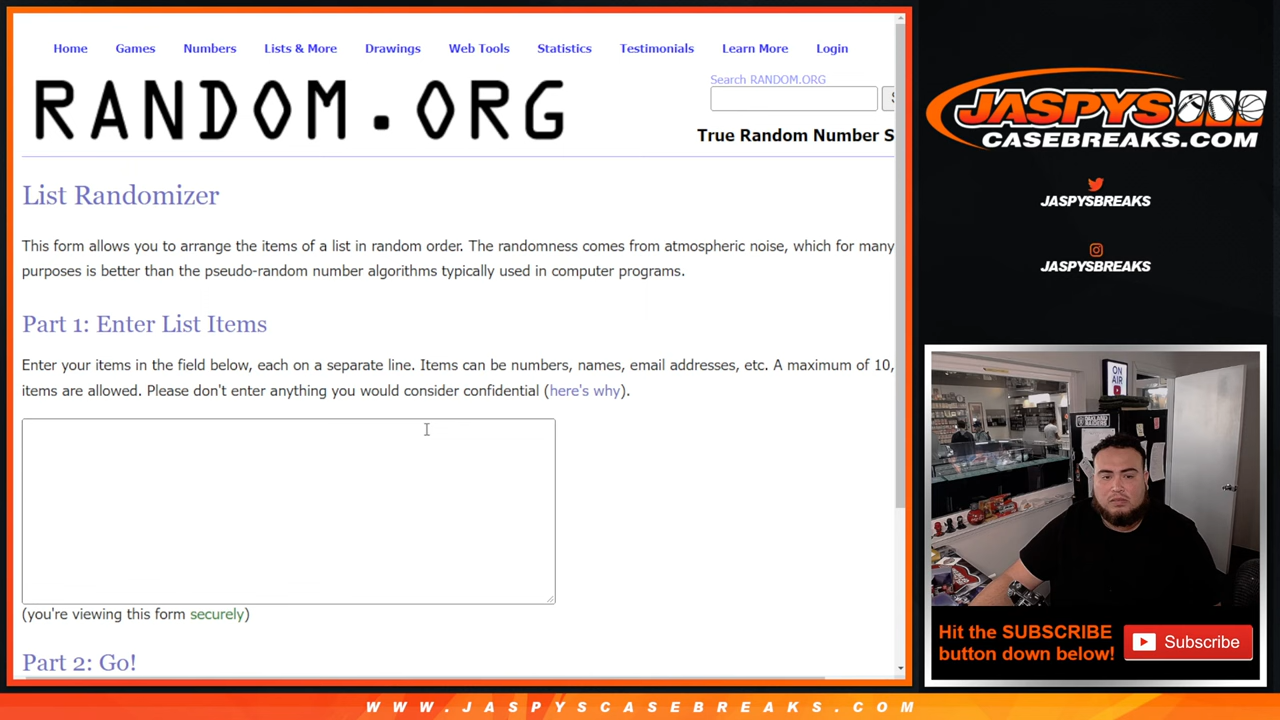 Home Games Numbers Lists & More Drawings Web Tools Statistics Testimonials Learn More Login
RANDOM.ORG
Search RANDOM.ORG
True Random Number S
List Randomizer
This form allows you to arrange the items of a list in random order. The randomness comes from atmospheric noise, which for many
purposes is better than the pseudo-random number algorithms typically used in computer programs.
Part 1: Enter List Items
Enter your items in the field below, each on a separate line. Items can be numbers, names, email addresses, etc. A maximum of 10,
items are allowed. Please don't enter anything you would consider confidential (here's why).
(you're viewing this form securely)
Part 2: Go!
JASPYS
CASEBREAKS.COM
JASPYSBREAKS
JASPYSBREAKS
ON
AIR
OAKLAND
RAIDERS
Hit the SUBSCRIBE
button down below!
Subscribe
WWW.JASPYSCASEBREAKS.COM